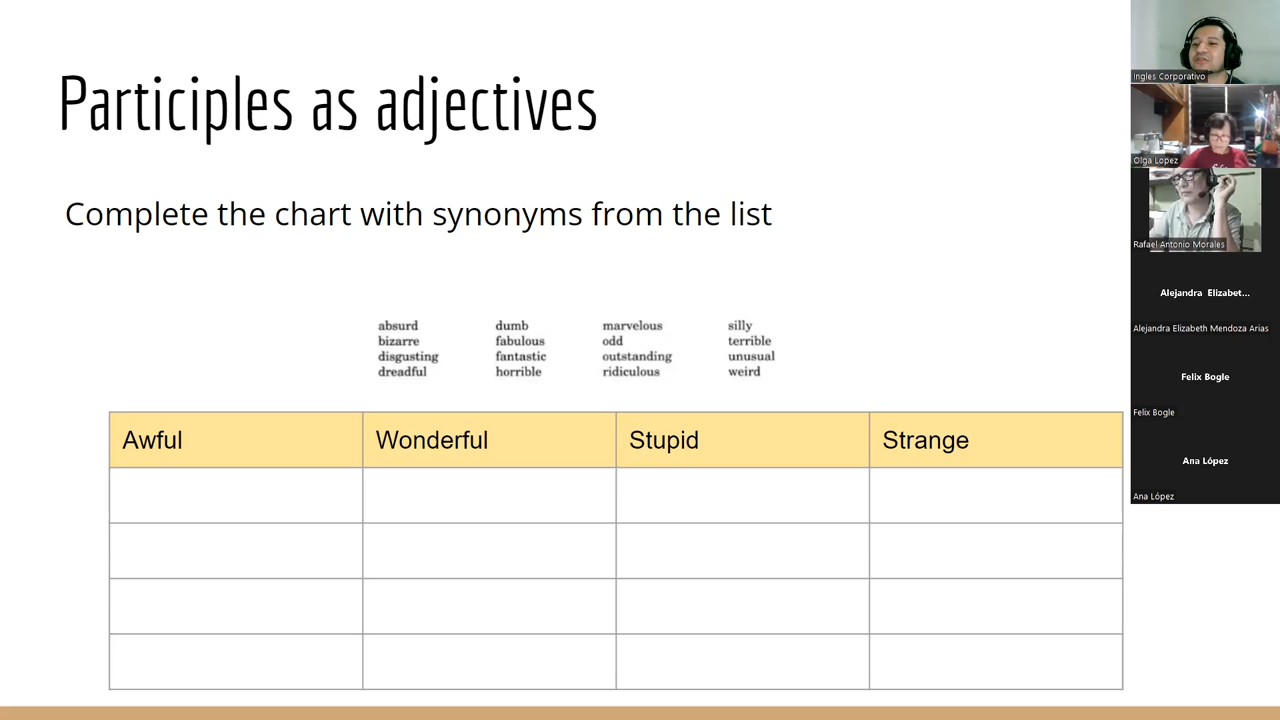 Participles as adjectives
Complete the chart with synonyms from the list
absurd dumb marvelous silly
bizarre fabulous odd terrible
disgusting fantastic outstanding unusual
dreadful horrible ridiculous weird
Awful Wonderful Stupid Strange
Ingles Corporativo
Olga Lopez
Rafael Antonio Morales
Alejandra Elizabet...
Alejandra Elizabeth Mendoza Arias
Felix Bogle
Felix Bogle
Ana López
Ana López